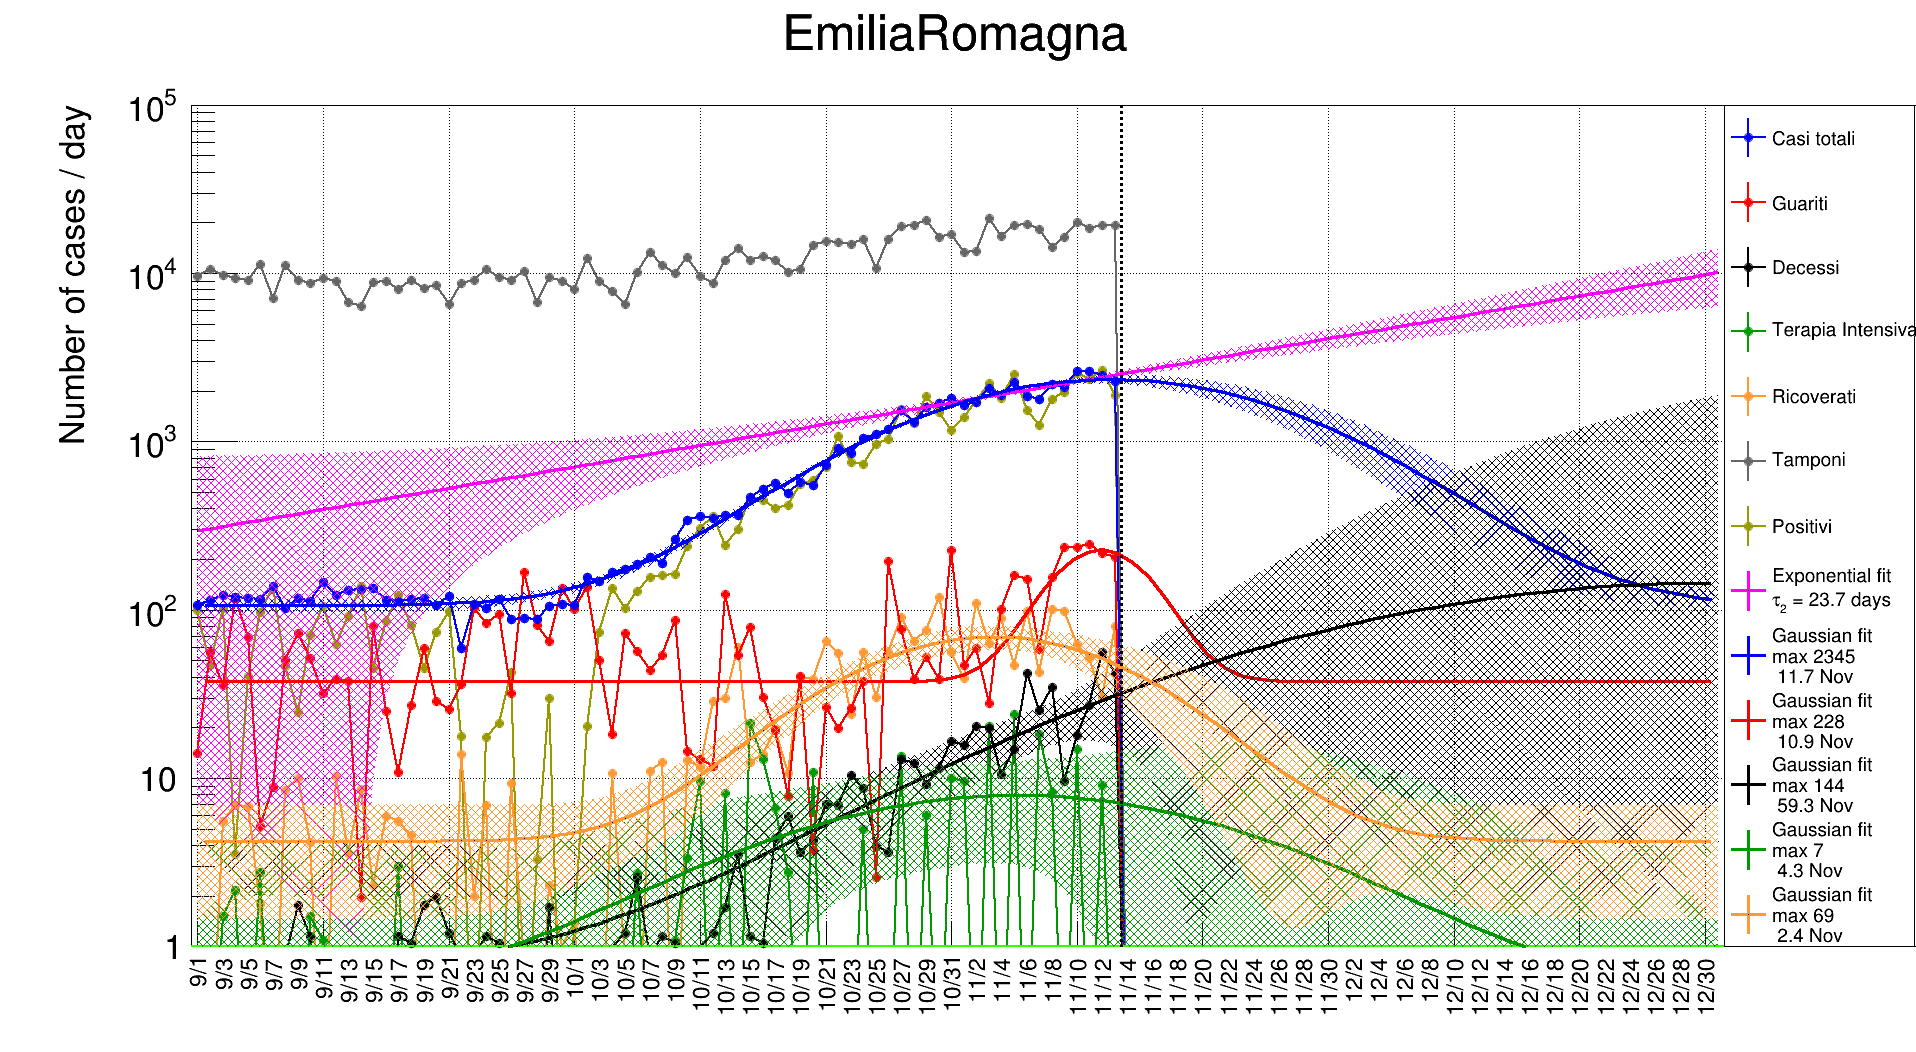 EmiliaRomagna
Number of cases / day
10^5
10^4
10^3
10^2
10
1
9/1
9/3
9/5
9/7
9/9
9/11
9/13
9/15
9/17
9/19
9/21
9/23
9/25
9/27
9/29
10/1
10/3
10/5
10/7
10/9
10/11
10/13
10/15
10/17
10/19
10/21
10/23
10/25
10/27
10/29
10/31
11/2
11/4
11/6
11/8
11/10
11/12
11/14
11/16
11/18
11/20
11/22
11/24
11/26
11/28
11/30
12/2
12/4
12/6
12/8
12/10
12/12
12/14
12/16
12/18
12/20
12/22
12/24
12/26
12/28
12/30
Casi totali
Guariti
Decessi
Terapia Intensiva
Ricoverati
Tamponi
Positivi
Exponential fit
τ₂ = 23.7 days
Gaussian fit
max 2345
11.7 Nov
Gaussian fit
max 228
10.9 Nov
Gaussian fit
max 144
59.3 Nov
Gaussian fit
max 7
4.3 Nov
Gaussian fit
max 69
2.4 Nov